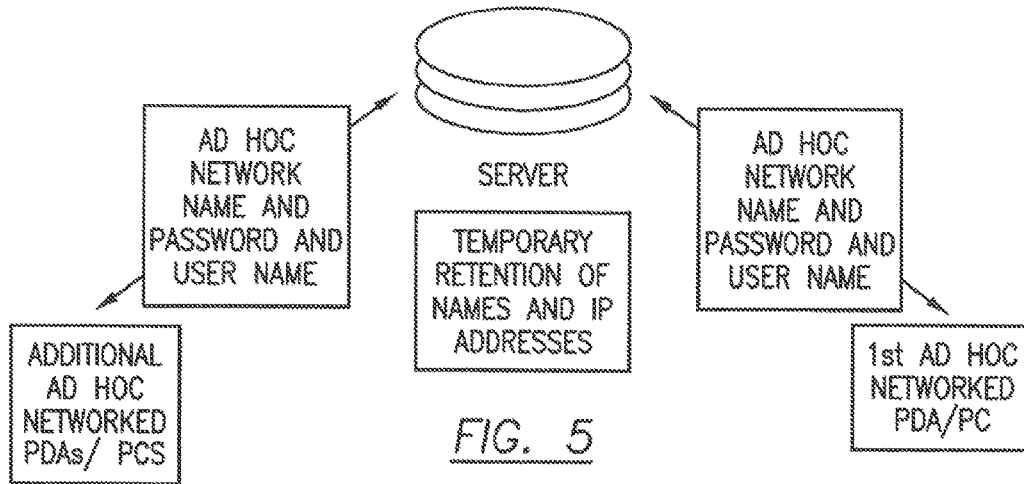 AD HOC
NETWORK
NAME AND
PASSWORD AND
USER NAME
SERVER
TEMPORARY
RETENTION OF
NAMES AND IP
ADDRESSES
AD HOC
NETWORK
NAME AND
PASSWORD AND
USER NAME
ADDITIONAL
AD HOC
NETWORKED
PDAs/ PCS
1st AD HOC
NETWORKED
PDA/PC
FIG. 5